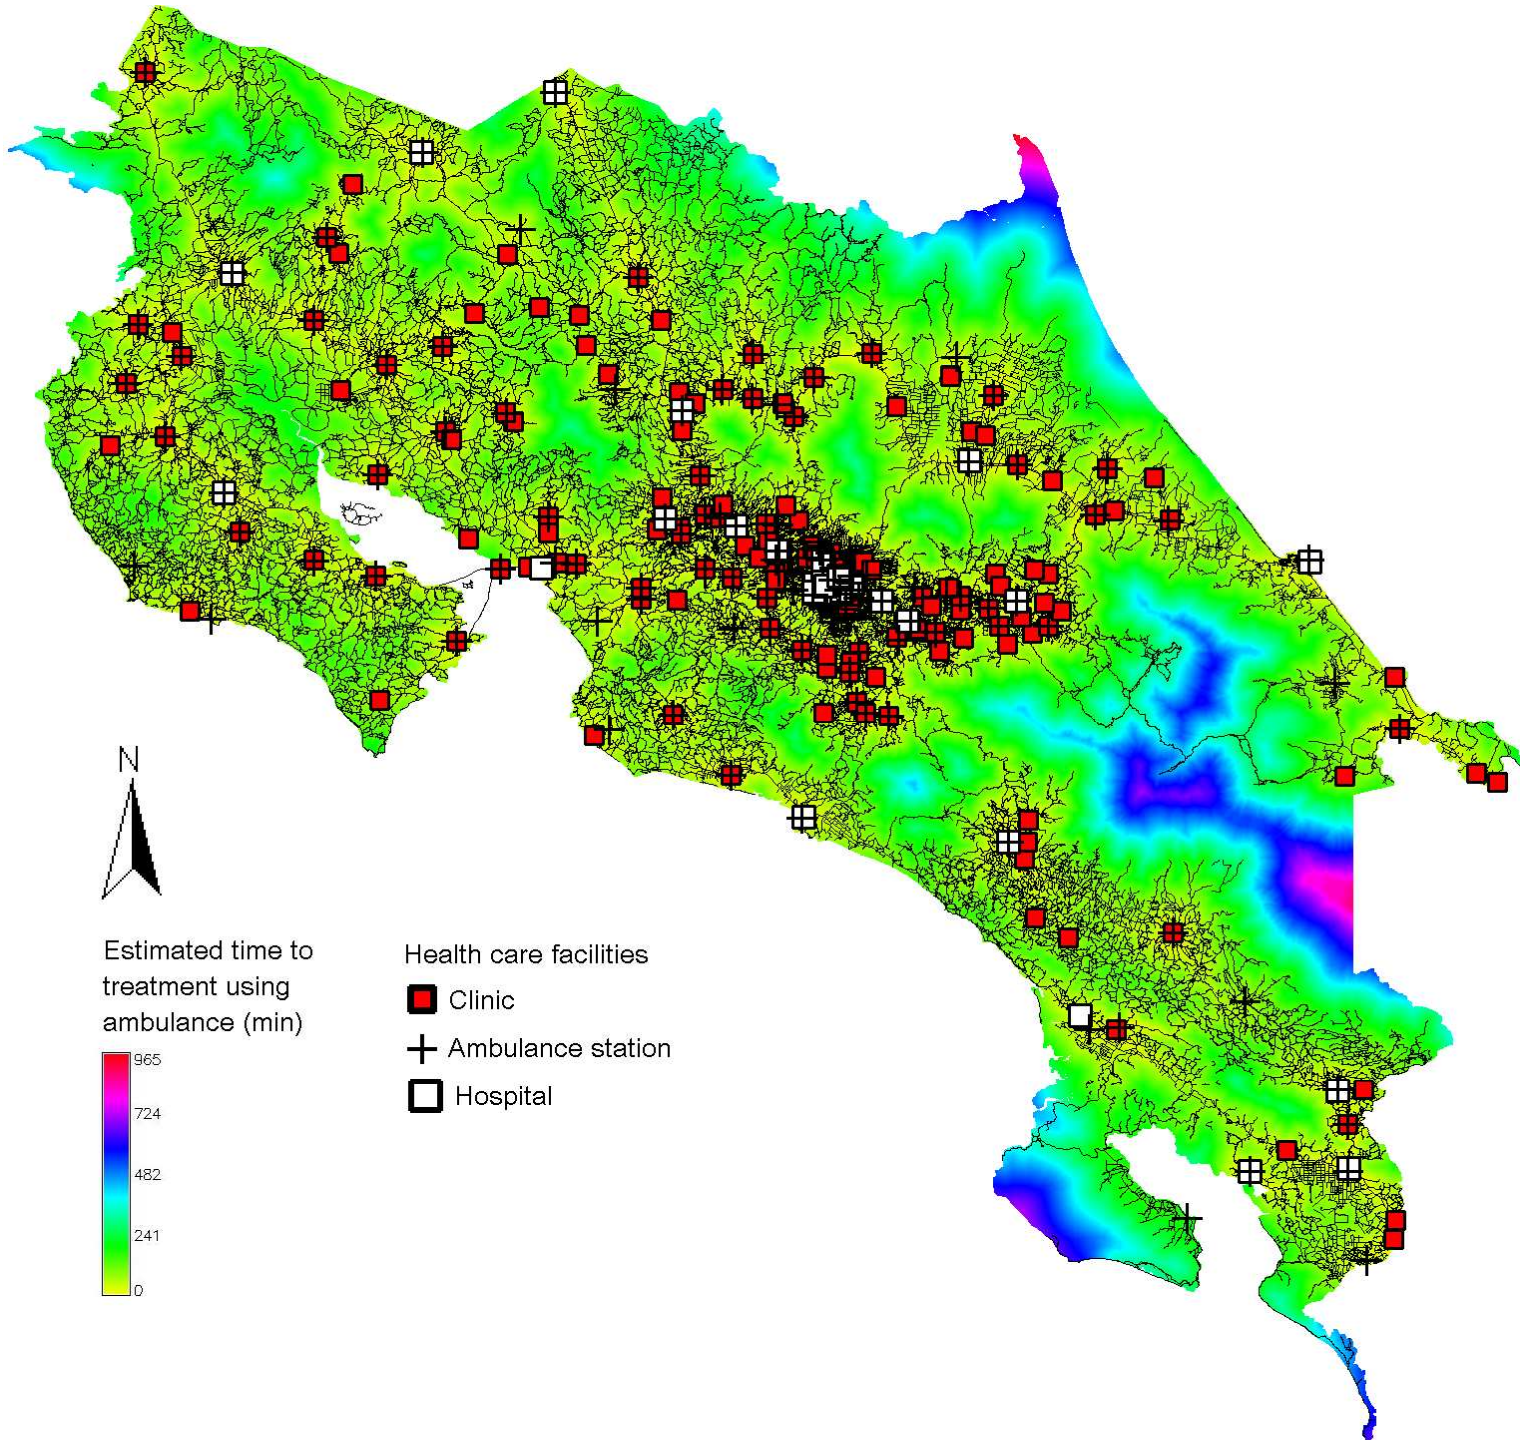 N
Estimated time to
treatment using
ambulance (min)
965
724
482
241
0
Health care facilities
Clinic
Ambulance station
Hospital